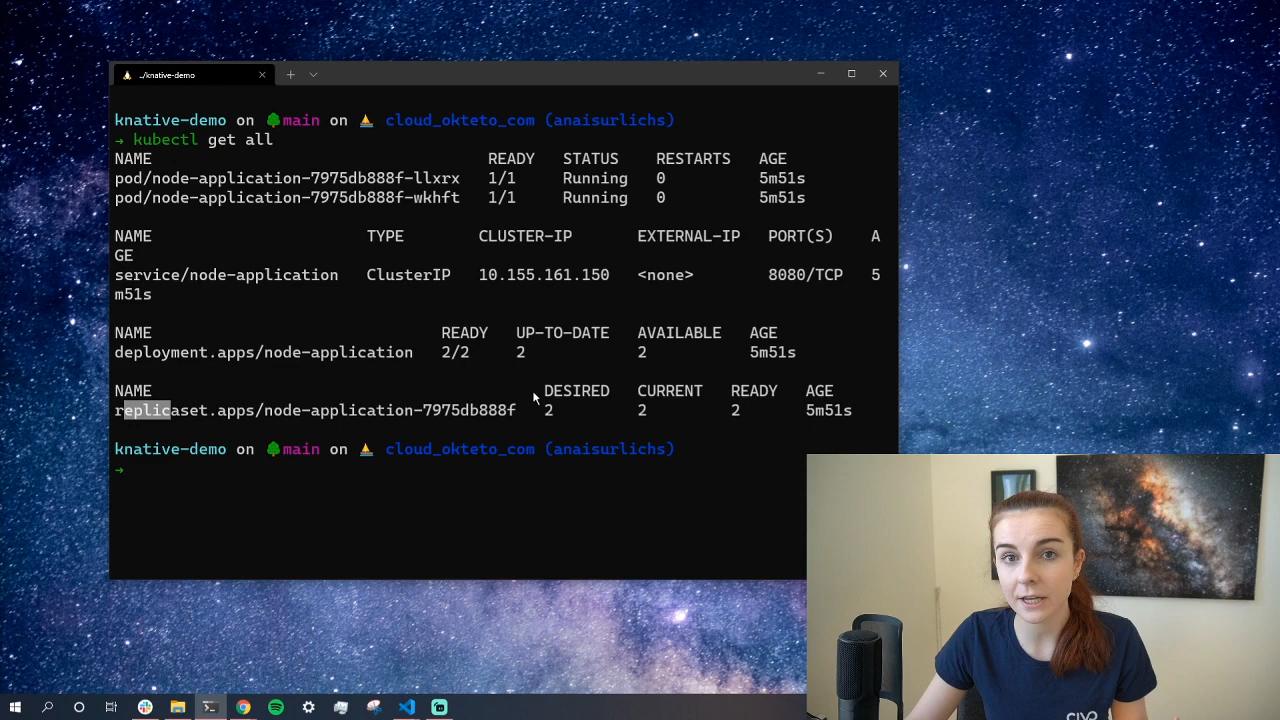 ../knative-demo
knative-demo on main on cloud_okteto_com (anaisurlichs)
→ kubectl get all
NAME READY STATUS RESTARTS AGE
pod/node-application-7975db888f-llxrx 1/1 Running 0 5m51s
pod/node-application-7975db888f-wkhft 1/1 Running 0 5m51s
NAME TYPE CLUSTER-IP EXTERNAL-IP PORT(S) A
GE
service/node-application ClusterIP 10.155.161.150 <none> 8080/TCP 5
m51s
NAME READY UP-TO-DATE AVAILABLE AGE
deployment.apps/node-application 2/2 2 2 5m51s
NAME DESIRED CURRENT READY AGE
replicaset.apps/node-application-7975db888f 2 2 2 5m51s
knative-demo on main on cloud_okteto_com (anaisurlichs)
→
CIVO